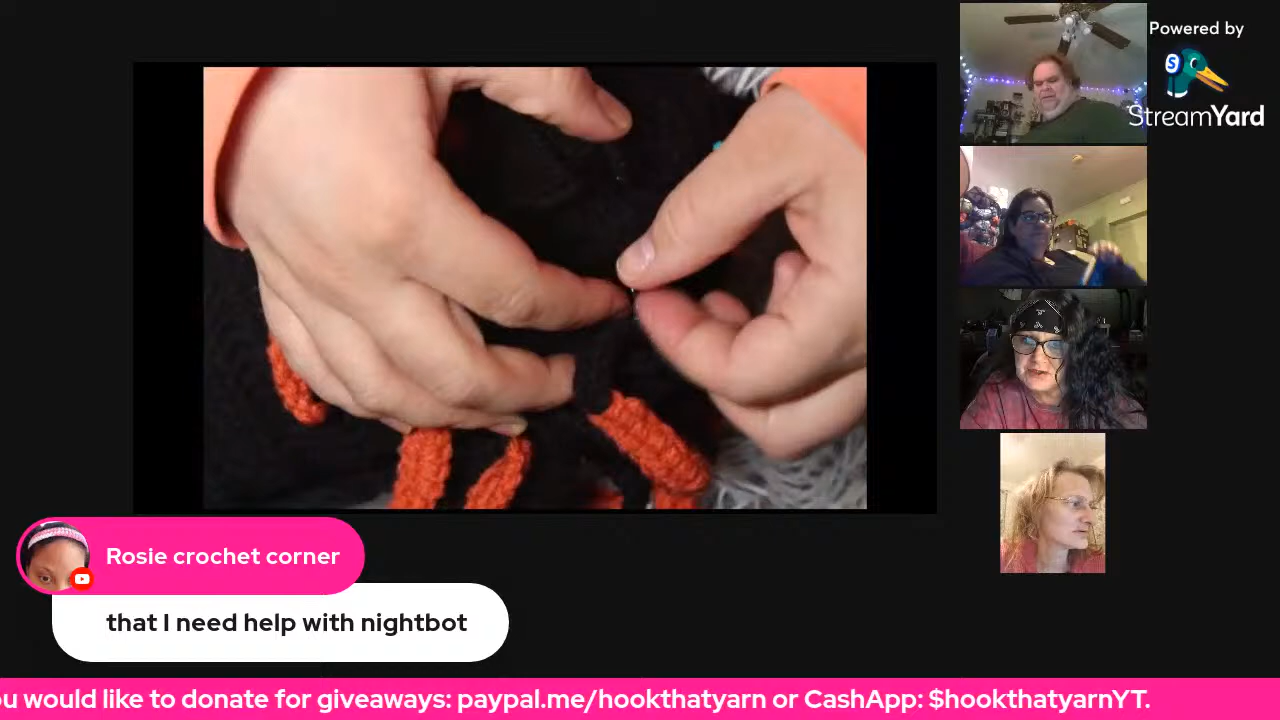 Powered by
S
StreamYard
Rosie crochet corner
that I need help with nightbot
ou would like to donate for giveaways: paypal.me/hookthatyarn or CashApp: $hookthatyarnYT.